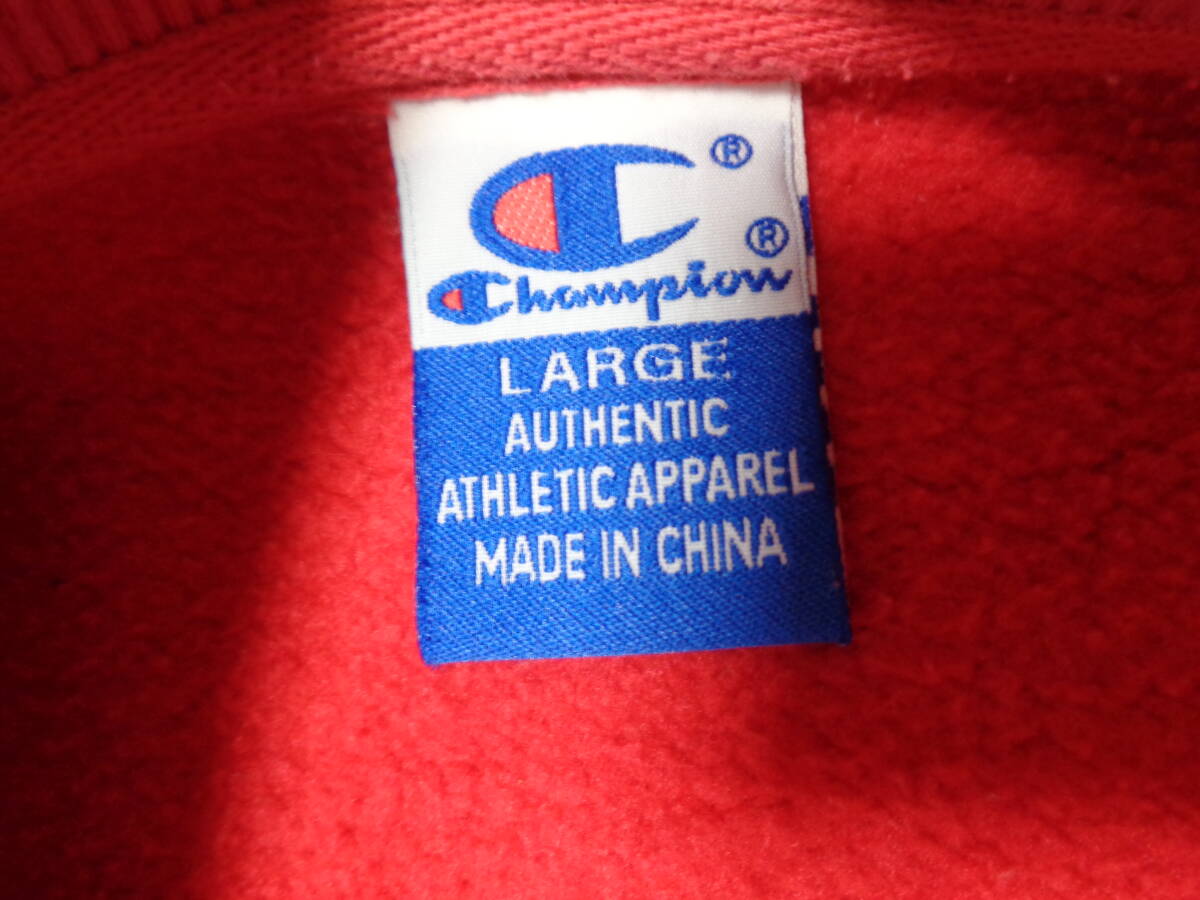 ®
®
Champion
LARGE
AUTHENTIC
ATHLETIC APPAREL
MADE IN CHINA